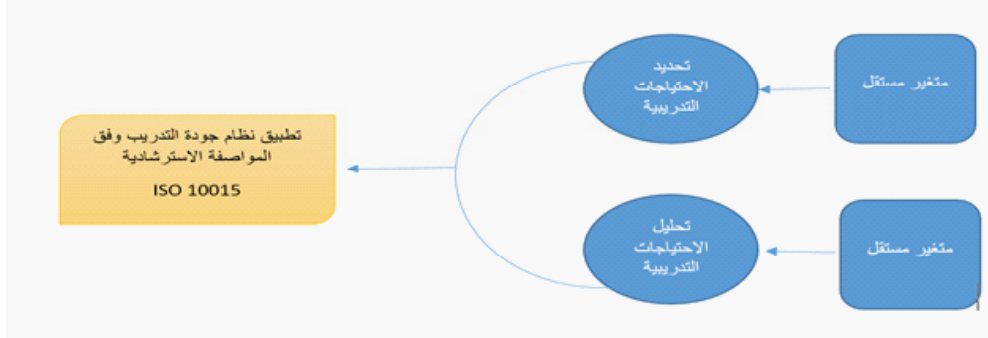 متغير مستقل
تحديد
الاحتياجات
التدريبية
تطبيق نظام جودة التدريب وفق
المواصفة الاسترشادية
ISO 10015
متغير مستقل
تحليل
الاحتياجات
التدريبية